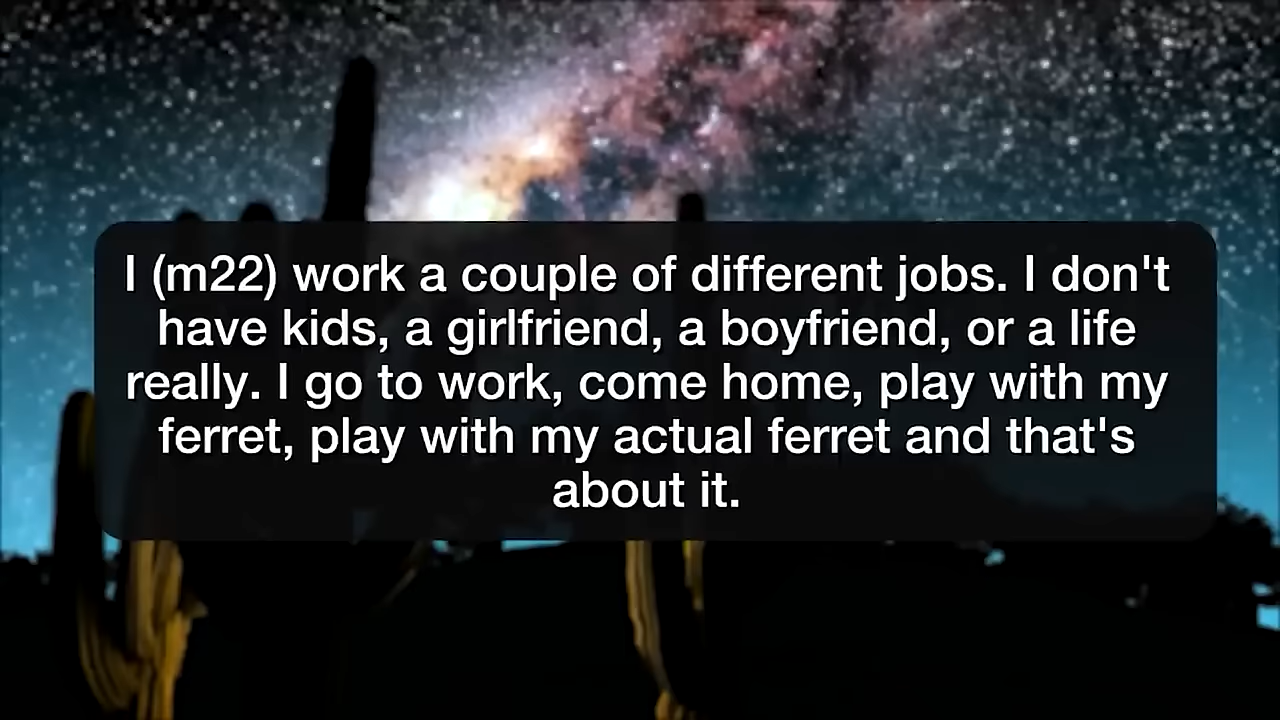 I (m22) work a couple of different jobs. I don't
have kids, a girlfriend, a boyfriend, or a life
really. I go to work, come home, play with my
ferret, play with my actual ferret and that's
about it.